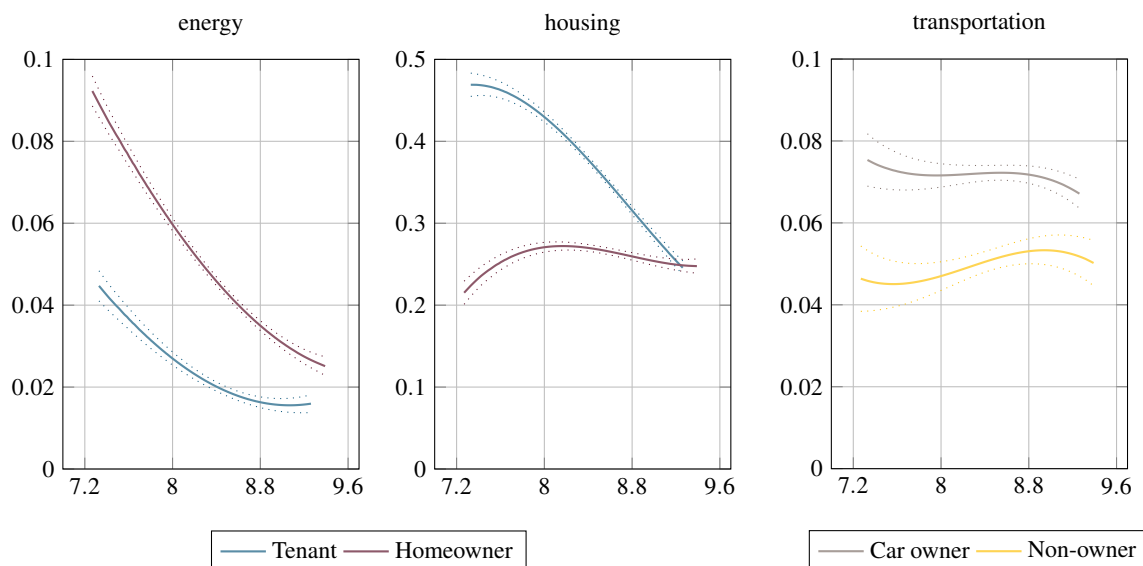 energy
0.1
0.08
0.06
0.04
0.02
0
7.2 8 8.8 9.6
housing
0.5
0.4
0.3
0.2
0.1
0
7.2 8 8.8 9.6
transportation
0.1
0.08
0.06
0.04
0.02
0
7.2 8 8.8 9.6
Tenant Homeowner
Car owner Non-owner